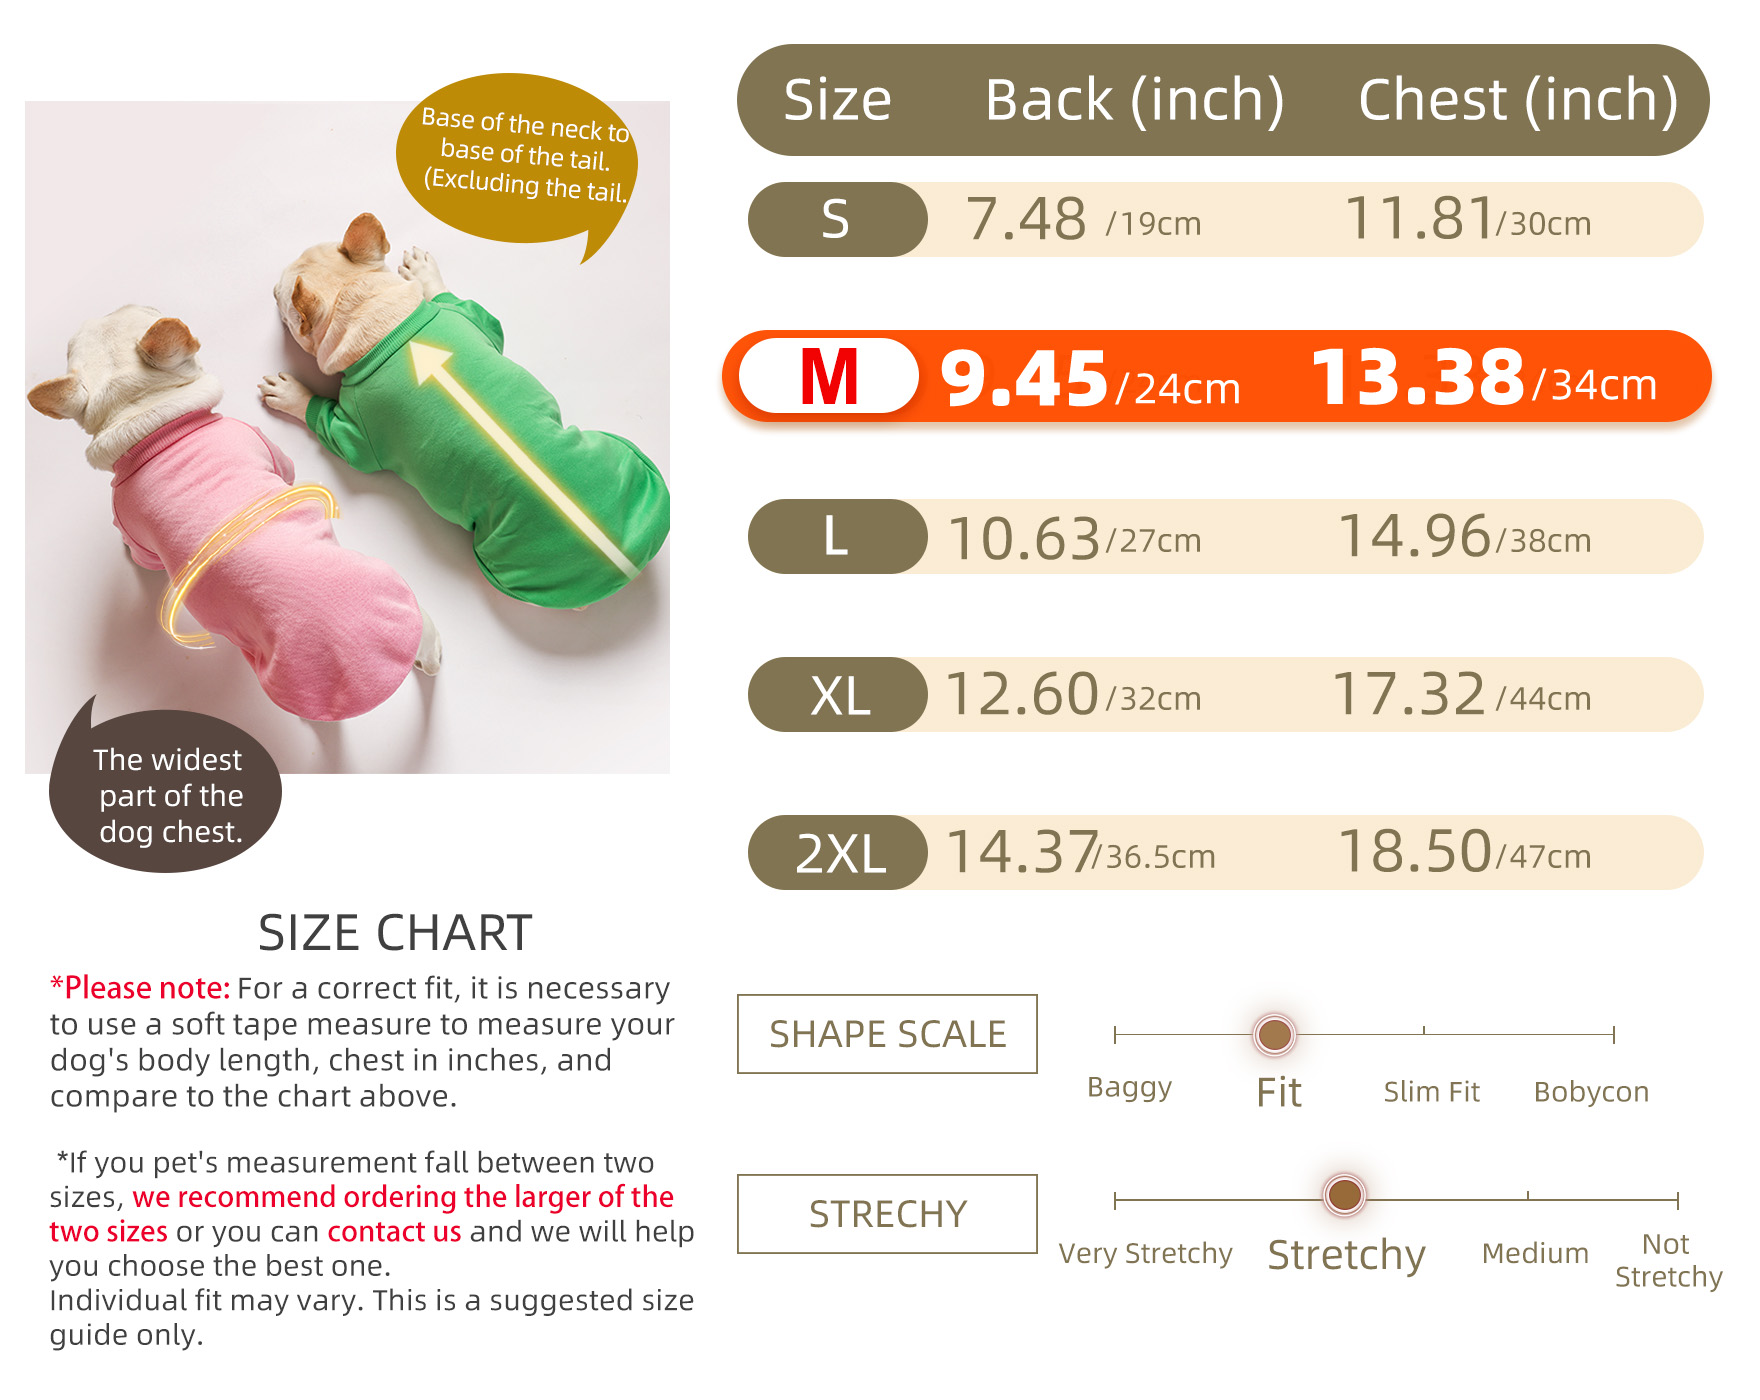 Base of the neck to
base of the tail.
(Excluding the tail.
The widest
part of the
dog chest.
Size Back (inch) Chest (inch)
S 7.48 /19cm 11.81/30cm
M 9.45/24cm 13.38/34cm
L 10.63/27cm 14.96/38cm
XL 12.60/32cm 17.32/44cm
2XL 14.37/36.5cm 18.50/47cm
SIZE CHART
*Please note: For a correct fit, it is necessary
to use a soft tape measure to measure your
dog's body length, chest in inches, and
compare to the chart above.
*If you pet's measurement fall between two
sizes, we recommend ordering the larger of the
two sizes or you can contact us and we will help
you choose the best one.
Individual fit may vary. This is a suggested size
guide only.
SHAPE SCALE
Baggy Fit Slim Fit Bobycon
STRECHY
Very Stretchy Stretchy Medium Not
Stretchy